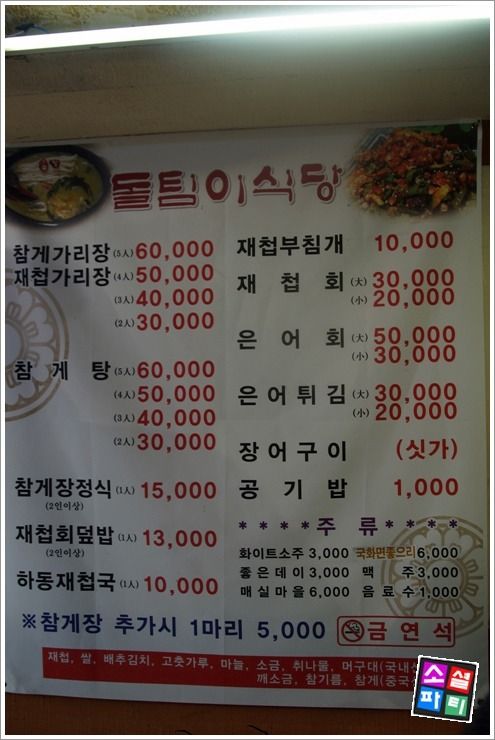 돌팀이식당
참게가리장 (5人) 60,000
재첩가리장 (4人) 50,000
(3人) 40,000
(2人) 30,000
참 게 탕 (5人) 60,000
(4人) 50,000
(3人) 40,000
(2人) 30,000
참게장정식 (1人) 15,000
(2인이상)
재첩회덮밥 (1人) 13,000
(2인이상)
하동재첩국 (1人) 10,000
재첩부침개 10,000
재 첩 회 (大) 30,000
(小) 20,000
은 어 회 (大) 50,000
(小) 30,000
은어튀김 (大) 30,000
(小) 20,000
장어구이 (싯가)
공 기 밥 1,000
****주 류****
화이트소주 3,000 국화면좋으리 6,000
좋은데이 3,000 맥 주 3,000
매실마을 6,000 음료수 1,000
※참게장 추가시 1마리 5,000 금연석
재첩, 쌀, 배추김치, 고춧가루, 마늘, 소금, 취나물, 머구대(국내산
깨소금, 참기름, 참게(중국
소셜
파티